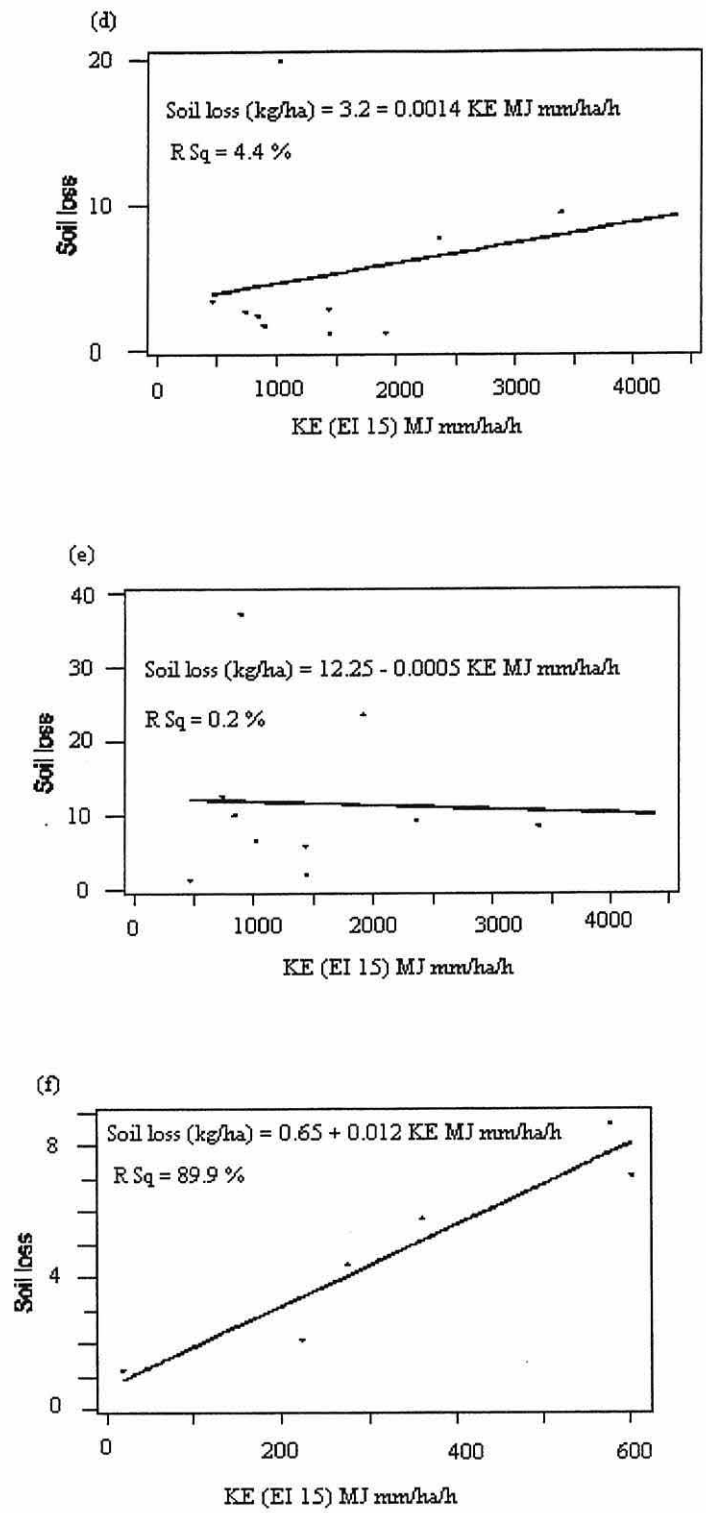 (d)
20
Soil loss (kg/ha) = 3.2 = 0.0014 KE MJ mm/ha/h
R Sq = 4.4 %
Soil loss
10
0
0 1000 2000 3000 4000
KE (EI 15) MJ mm/ha/h
(e)
40
30
Soil loss (kg/ha) = 12.25 - 0.0005 KE MJ mm/ha/h
R Sq = 0.2 %
Soil loss
20
10
0
0 1000 2000 3000 4000
KE (EI 15) MJ mm/ha/h
(f)
Soil loss (kg/ha) = 0.65 + 0.012 KE MJ mm/ha/h
8
R Sq = 89.9 %
Soil loss
4
0
0 200 400 600
KE (EI 15) MJ mm/ha/h